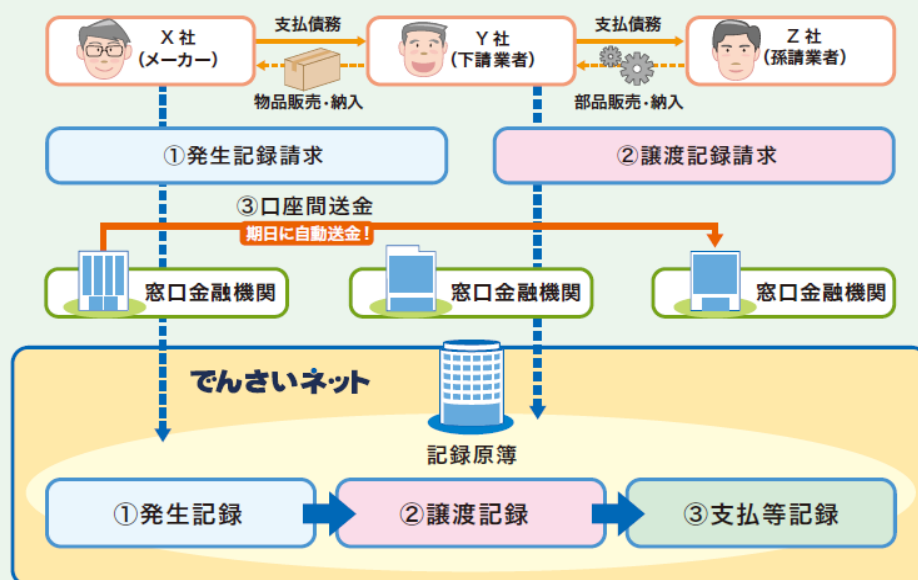 X社
(メーカー)
支払債務
物品販売・納入
Y社
(下請業者)
支払債務
部品販売・納入
Z社
(孫請業者)
①発生記録請求
②譲渡記録請求
③口座間送金
期日に自動送金!
窓口金融機関
窓口金融機関
窓口金融機関
でんさいネット
記録原簿
①発生記録
②譲渡記録
③支払等記録